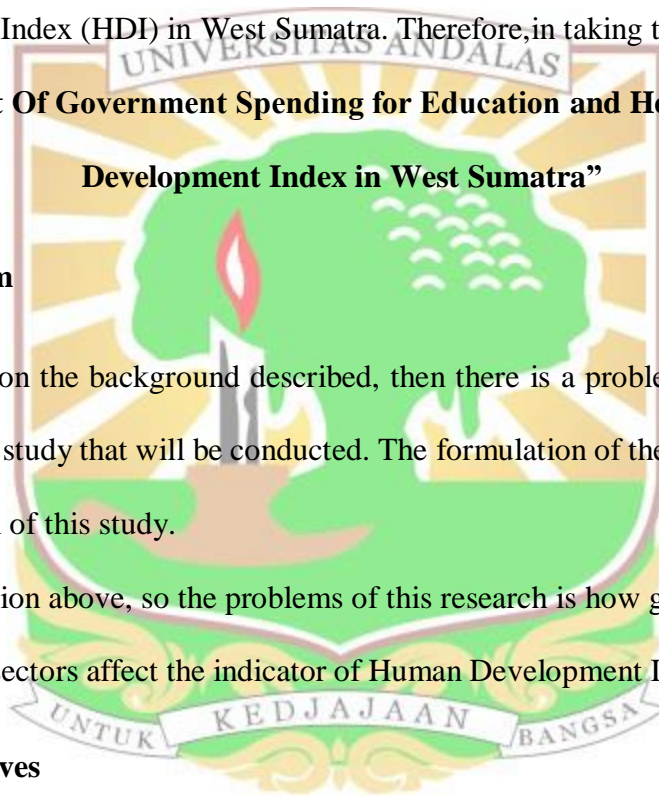 Index (HDI) in West Sumatra. Therefore,in taking t
UNIVERSITAS ANDALAS
t Of Government Spending for Education and He
Development Index in West Sumatra”
m
on the background described, then there is a proble
study that will be conducted. The formulation of the
of this study.
tion above, so the problems of this research is how g
sectors affect the indicator of Human Development I
UNTUK KEDJAJAAN BANGSA
ves